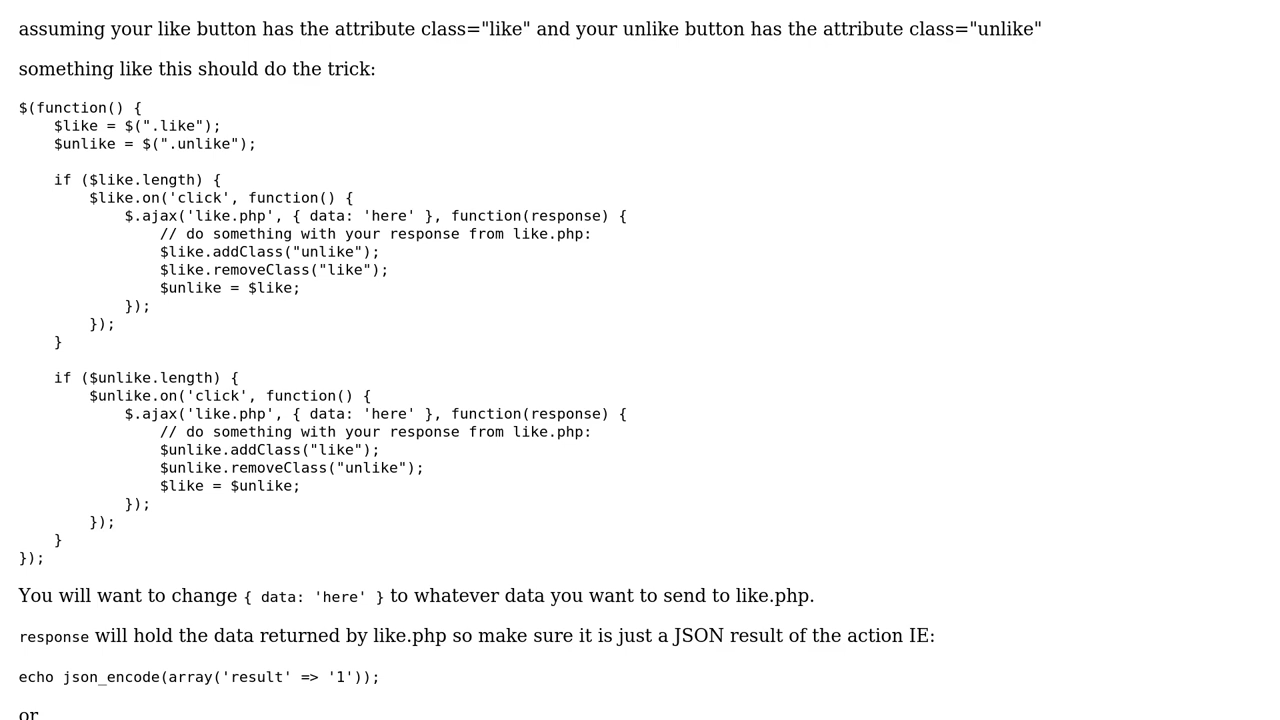 assuming your like button has the attribute class="like" and your unlike button has the attribute class="unlike"
something like this should do the trick:
$(function() {
    $like = $(".like");
    $unlike = $(".unlike");

    if ($like.length) {
        $like.on('click', function() {
            $.ajax('like.php', { data: 'here' }, function(response) {
                // do something with your response from like.php:
                $like.addClass("unlike");
                $like.removeClass("like");
                $unlike = $like;
            });
        });
    }

    if ($unlike.length) {
        $unlike.on('click', function() {
            $.ajax('like.php', { data: 'here' }, function(response) {
                // do something with your response from like.php:
                $unlike.addClass("like");
                $unlike.removeClass("unlike");
                $like = $unlike;
            });
        });
    }
});
You will want to change { data: 'here' } to whatever data you want to send to like.php.
response will hold the data returned by like.php so make sure it is just a JSON result of the action IE:
echo json_encode(array('result' => '1'));
or